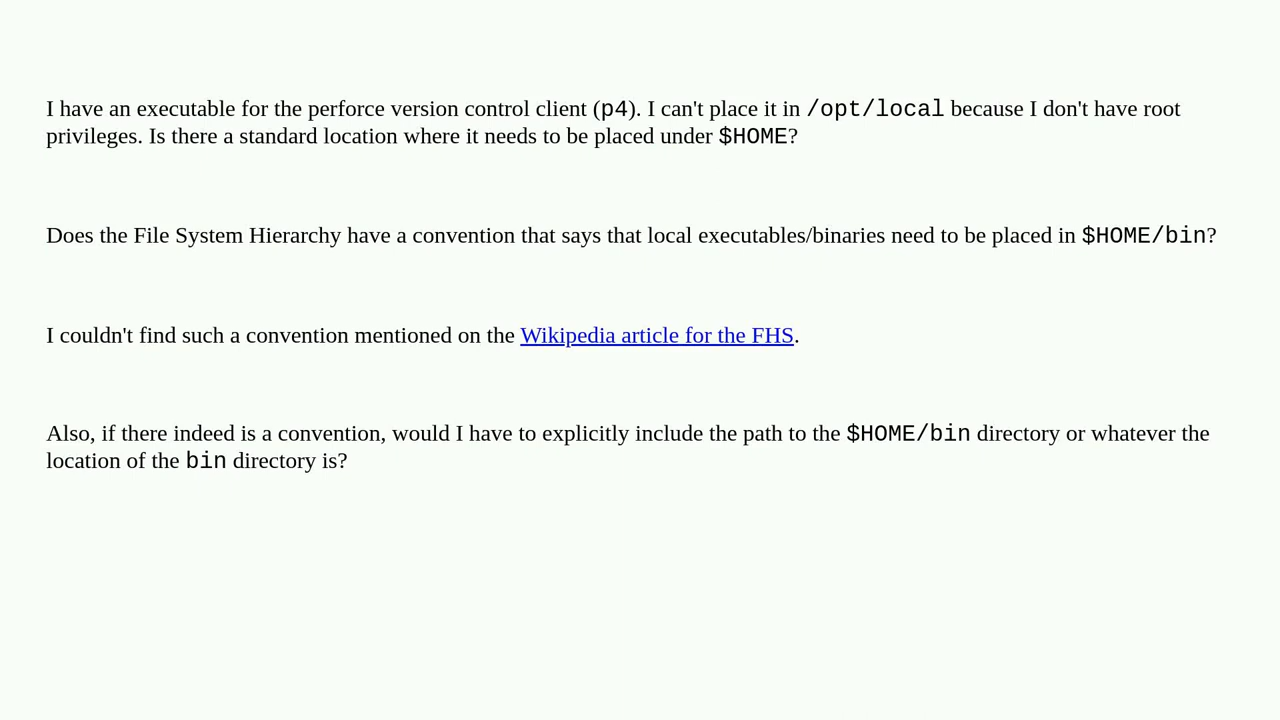 I have an executable for the perforce version control client (p4). I can't place it in /opt/local because I don't have root
privileges. Is there a standard location where it needs to be placed under $HOME?
Does the File System Hierarchy have a convention that says that local executables/binaries need to be placed in $HOME/bin?
I couldn't find such a convention mentioned on the Wikipedia article for the FHS.
Also, if there indeed is a convention, would I have to explicitly include the path to the $HOME/bin directory or whatever the
location of the bin directory is?